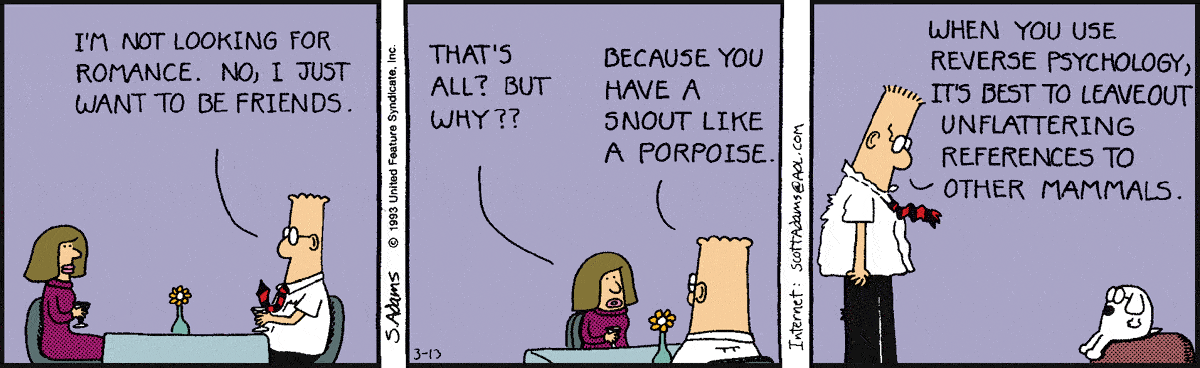 I'M NOT LOOKING FOR
ROMANCE. NO, I JUST
WANT TO BE FRIENDS.
S.Adams © 1993 United Feature Syndicate, Inc.
THAT'S
ALL? BUT
WHY??
BECAUSE YOU
HAVE A
SNOUT LIKE
A PORPOISE.
3-13
Internet: SCOTTADAMS@AOL.COM
WHEN YOU USE
REVERSE PSYCHOLOGY,
IT'S BEST TO LEAVE OUT
UNFLATTERING
REFERENCES TO
OTHER MAMMALS.